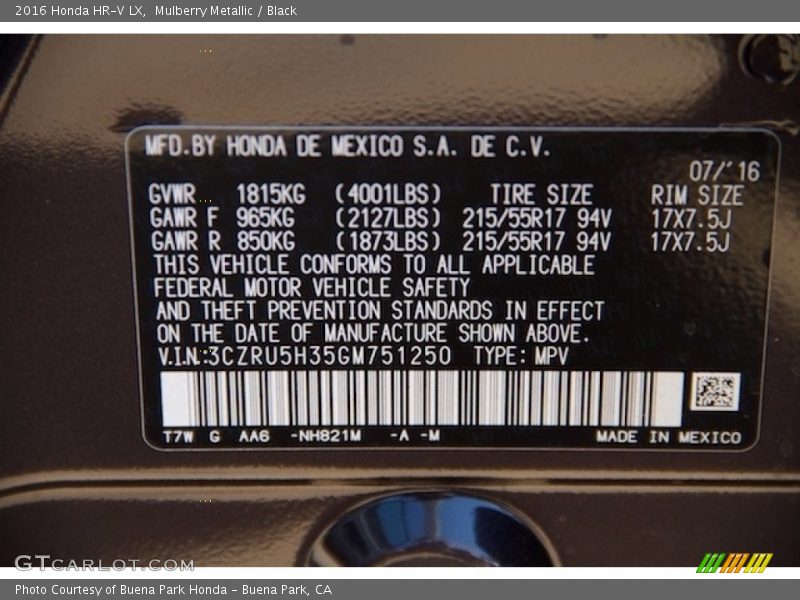 2016 Honda HR-V LX, Mulberry Metallic / Black
MFD.BY HONDA DE MEXICO S.A. DE C.V.
07/'16
GVWR 1815KG (4001LBS) TIRE SIZE RIM SIZE
GAWR F 965KG (2127LBS) 215/55R17 94V 17X7.5J
GAWR R 850KG (1873LBS) 215/55R17 94V 17X7.5J
THIS VEHICLE CONFORMS TO ALL APPLICABLE
FEDERAL MOTOR VEHICLE SAFETY
AND THEFT PREVENTION STANDARDS IN EFFECT
ON THE DATE OF MANUFACTURE SHOWN ABOVE.
V.I.N.:3CZRU5H35GM751250 TYPE: MPV
T7W G AA6 -NH821M -A -M MADE IN MEXICO
GTCARLOT.COM
Photo Courtesy of Buena Park Honda - Buena Park, CA